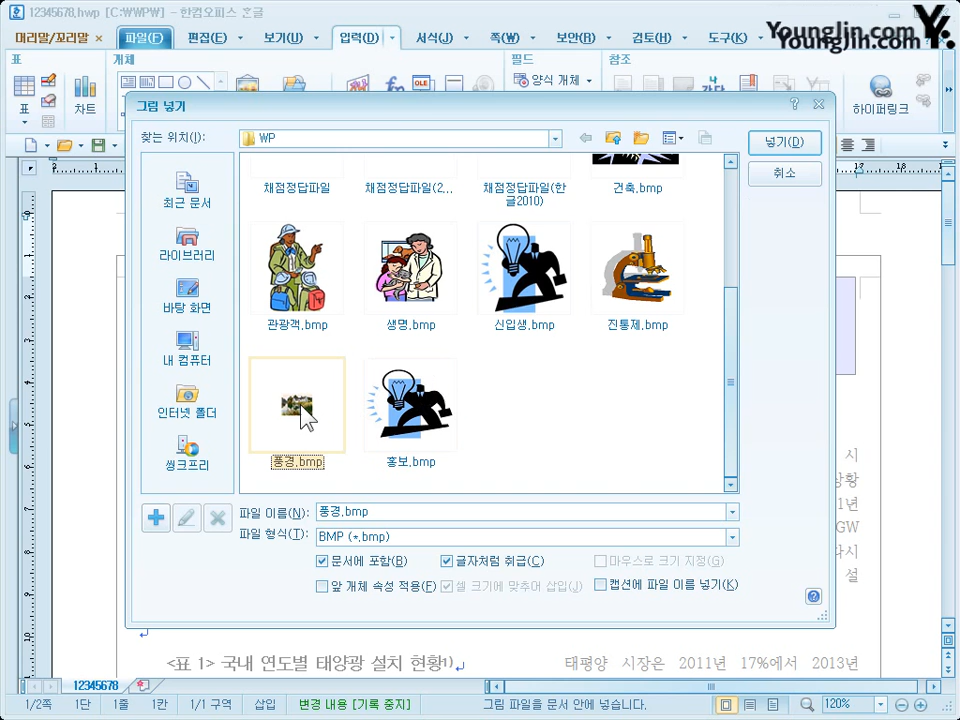 12345678.hwp [C:\WP\] - 한컴오피스 한글
YoungJin.com Y.
YoungJin.com
머리말/꼬리말 × 파일(F) 편집(E) 보기(U) 입력(D) 서식(J) 쪽(W) 보안(B) 검토(H) 도구(K)
표 개체 필드 참조
표 차트 OLE 양식 개체 하이퍼링크
그림 넣기
찾는 위치(I): WP 넣기(D)
취소
최근 문서
라이브러리
바탕 화면
내 컴퓨터
인터넷 폴더
씽크프리
채점정답파일 채점정답파일(2... 채점정답파일(한글2010) 건축.bmp
관광객.bmp 생명.bmp 신입생.bmp 진통제.bmp
풍경.bmp 홍보.bmp
파일 이름(N): 풍경.bmp
파일 형식(T): BMP (*.bmp)
문서에 포함(B) 글자처럼 취급(C) 마우스로 크기 지정(G)
앞 개체 속성 적용(F) 셀 크기에 맞추어 삽입(J) 캡션에 파일 이름 넣기(K)
시
상황
1년
GW
다시
설
<표 1> 국내 연도별 태양광 설치 현황1) 태평양 시장은 2011년 17%에서 2013년
12345678
1/2쪽 1단 1줄 1칸 1/1 구역 삽입 변경 내용 [기록 중지] 그림 파일을 문서 안에 넣습니다. 120%